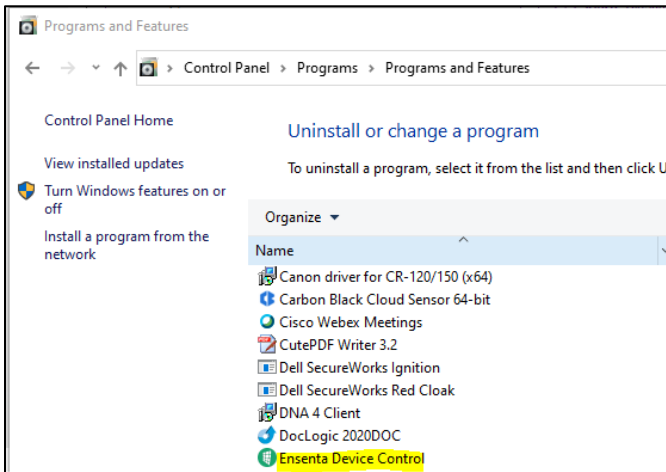 Programs and Features
Control Panel > Programs > Programs and Features
Control Panel Home
Uninstall or change a program
View installed updates
To uninstall a program, select it from the list and then click U
Turn Windows features on or
off
Organize
Install a program from the
network
Name
Canon driver for CR-120/150 (x64)
Carbon Black Cloud Sensor 64-bit
Cisco Webex Meetings
CutePDF Writer 3.2
Dell SecureWorks Ignition
Dell SecureWorks Red Cloak
DNA 4 Client
DocLogic 2020DOC
Ensenta Device Control